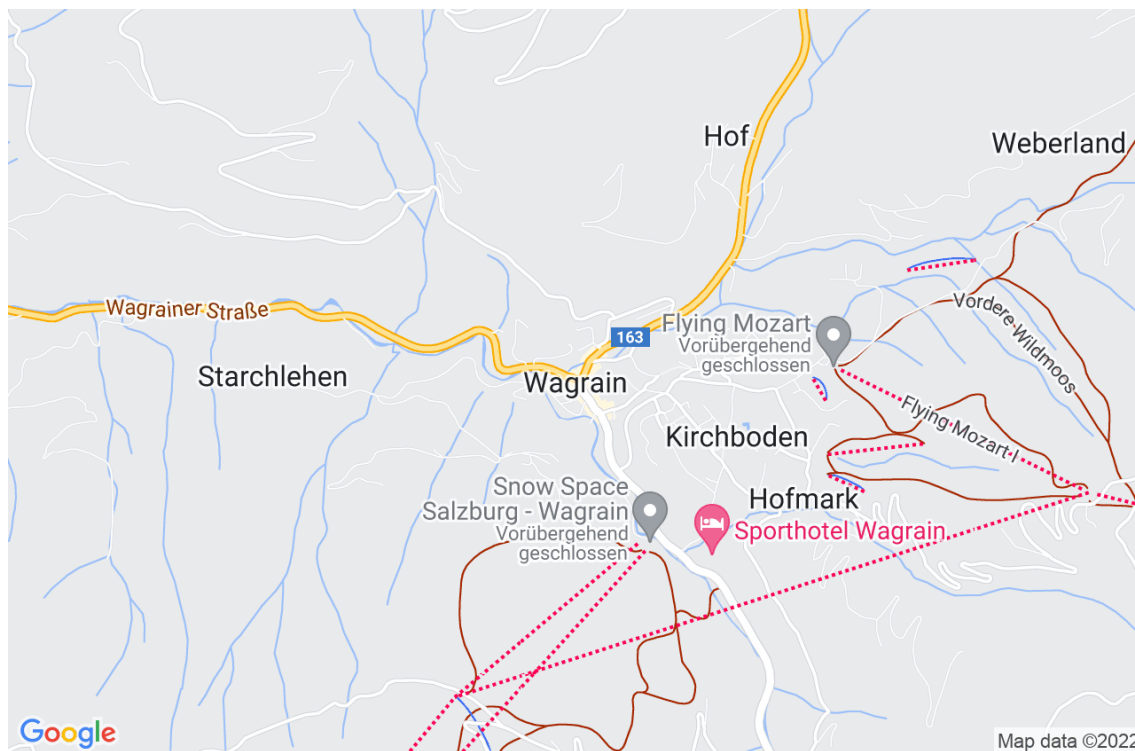 Hof
Weberland
Wagrainer Straße
163
Flying Mozart
Vorübergehend
geschlossen
Vordere Wildmoos
Starchlehen
Wagrain
Flying Mozart I
Kirchboden
Snow Space
Salzburg - Wagrain
Vorübergehend
geschlossen
Hofmark
Sporthotel Wagrain
Google
Map data ©2022